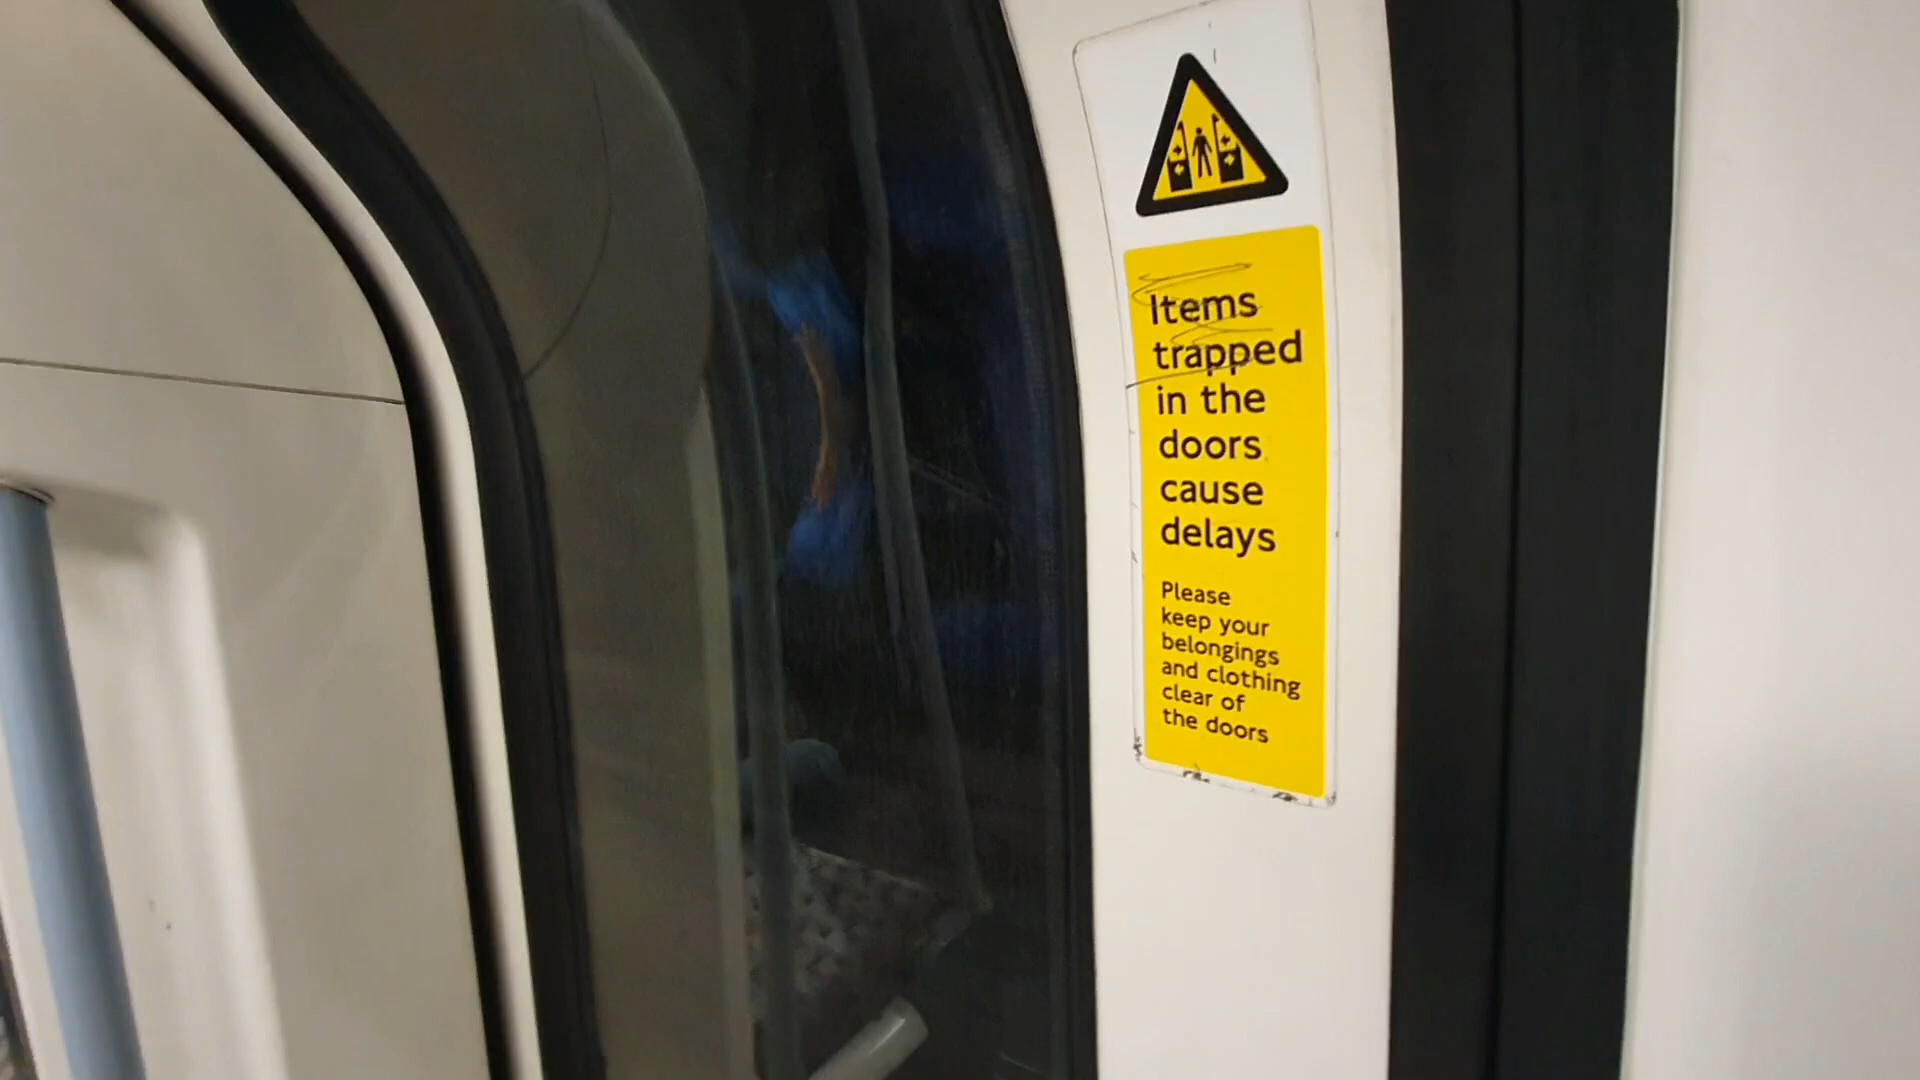 Items
trapped
in the
doors
cause
delays
Please
keep your
belongings
and clothing
clear of
the doors